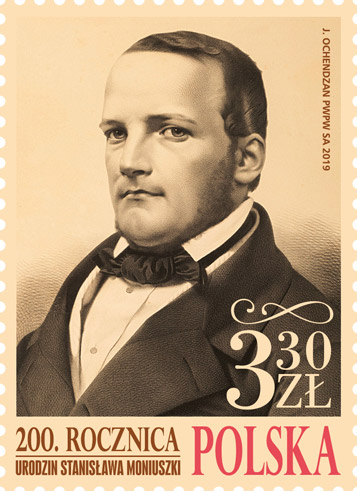 J. OCHENDZAN PWPW SA 2019
3 30 ZŁ
200. ROCZNICA
URODZIN STANISŁAWA MONIUSZKI
POLSKA